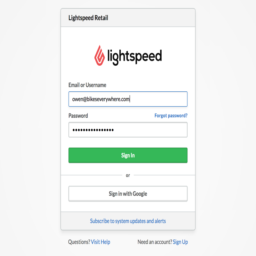 Lightspeed Retail
lightspeed
Email or Username
owen@bikeseverywhere.com
Password
Forgot password?
••••••••••••••••
Sign In
or
Sign in with Google
Subscribe to system updates and alerts
Questions? Visit Help
Need an account? Sign Up